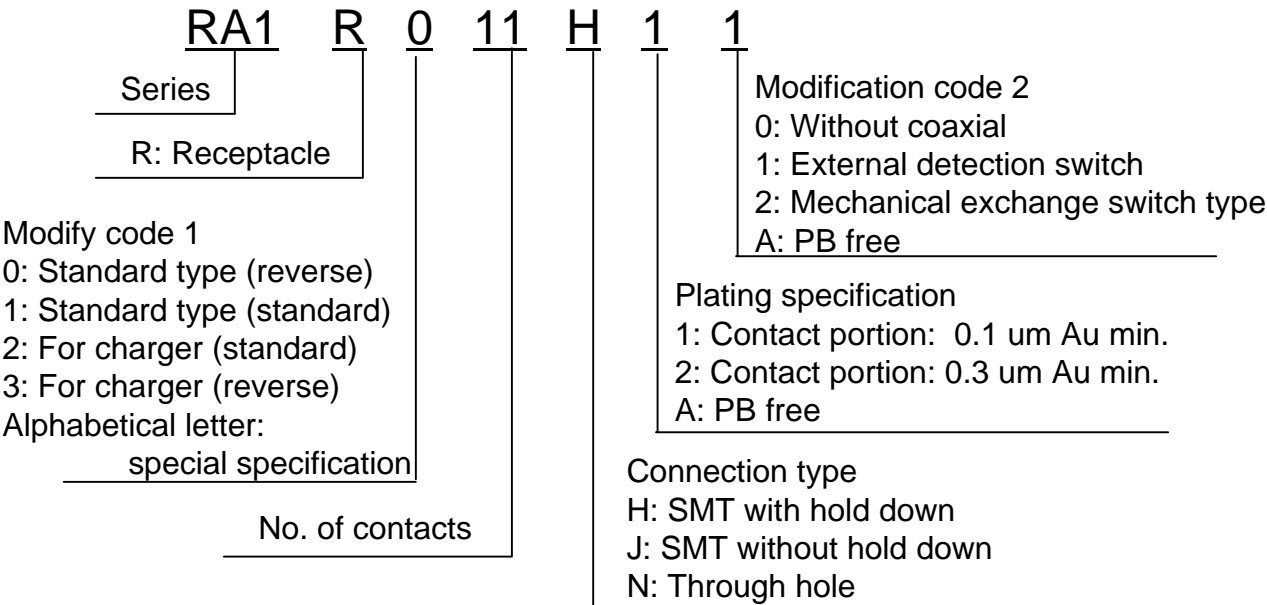 RA1 R 0 11 H 1 1
Series
R: Receptacle
Modify code 1
0: Standard type (reverse)
1: Standard type (standard)
2: For charger (standard)
3: For charger (reverse)
Alphabetical letter:
special specification
No. of contacts
Modification code 2
0: Without coaxial
1: External detection switch
2: Mechanical exchange switch type
A: PB free
Plating specification
1: Contact portion: 0.1 um Au min.
2: Contact portion: 0.3 um Au min.
A: PB free
Connection type
H: SMT with hold down
J: SMT without hold down
N: Through hole